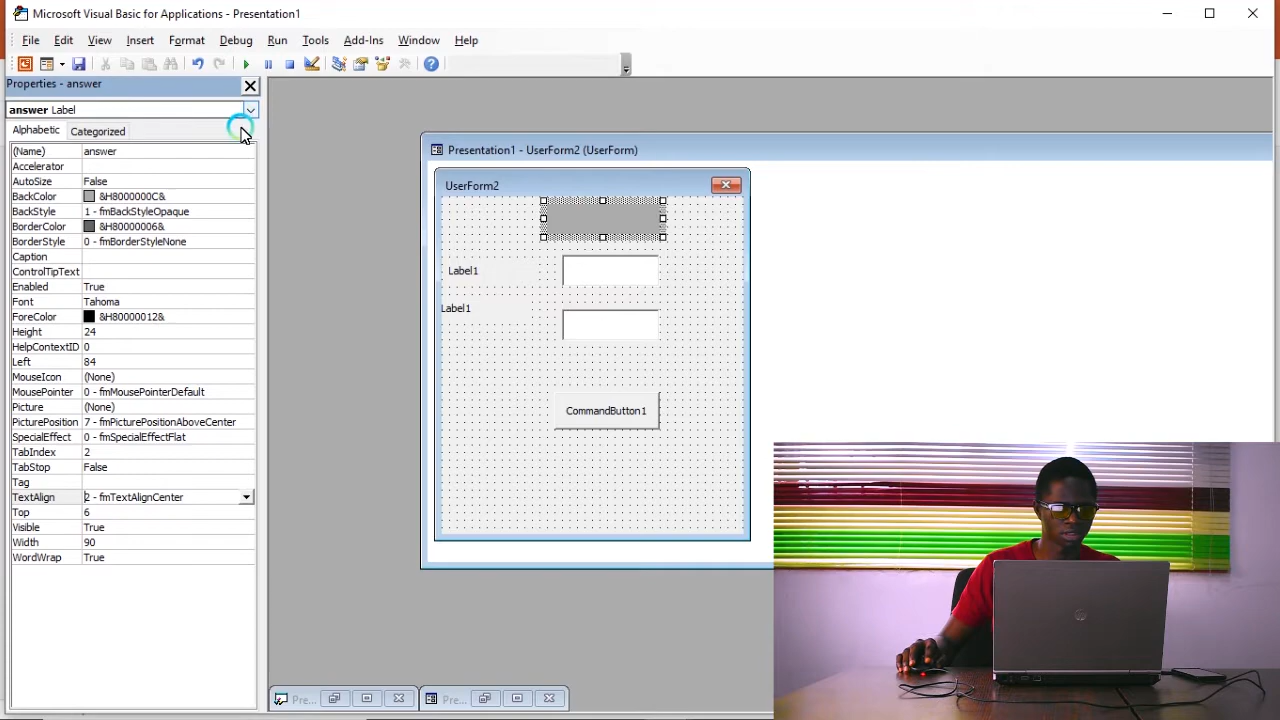 Microsoft Visual Basic for Applications - Presentation1
File Edit View Insert Format Debug Run Tools Add-Ins Window Help
Properties - answer
answer Label
Alphabetic Categorized
(Name) answer
Accelerator
AutoSize False
BackColor &H8000000C&
BackStyle 1 - fmBackStyleOpaque
BorderColor &H80000006&
BorderStyle 0 - fmBorderStyleNone
Caption
ControlTipText
Enabled True
Font Tahoma
ForeColor &H80000012&
Height 24
HelpContextID 0
Left 84
MouseIcon (None)
MousePointer 0 - fmMousePointerDefault
Picture (None)
PicturePosition 7 - fmPicturePositionAboveCenter
SpecialEffect 0 - fmSpecialEffectFlat
TabIndex 2
TabStop False
Tag
TextAlign 2 - fmTextAlignCenter
Top 6
Visible True
Width 90
WordWrap True
Presentation1 - UserForm2 (UserForm)
UserForm2
Label1
Label1
CommandButton1
Pre...
Pre...